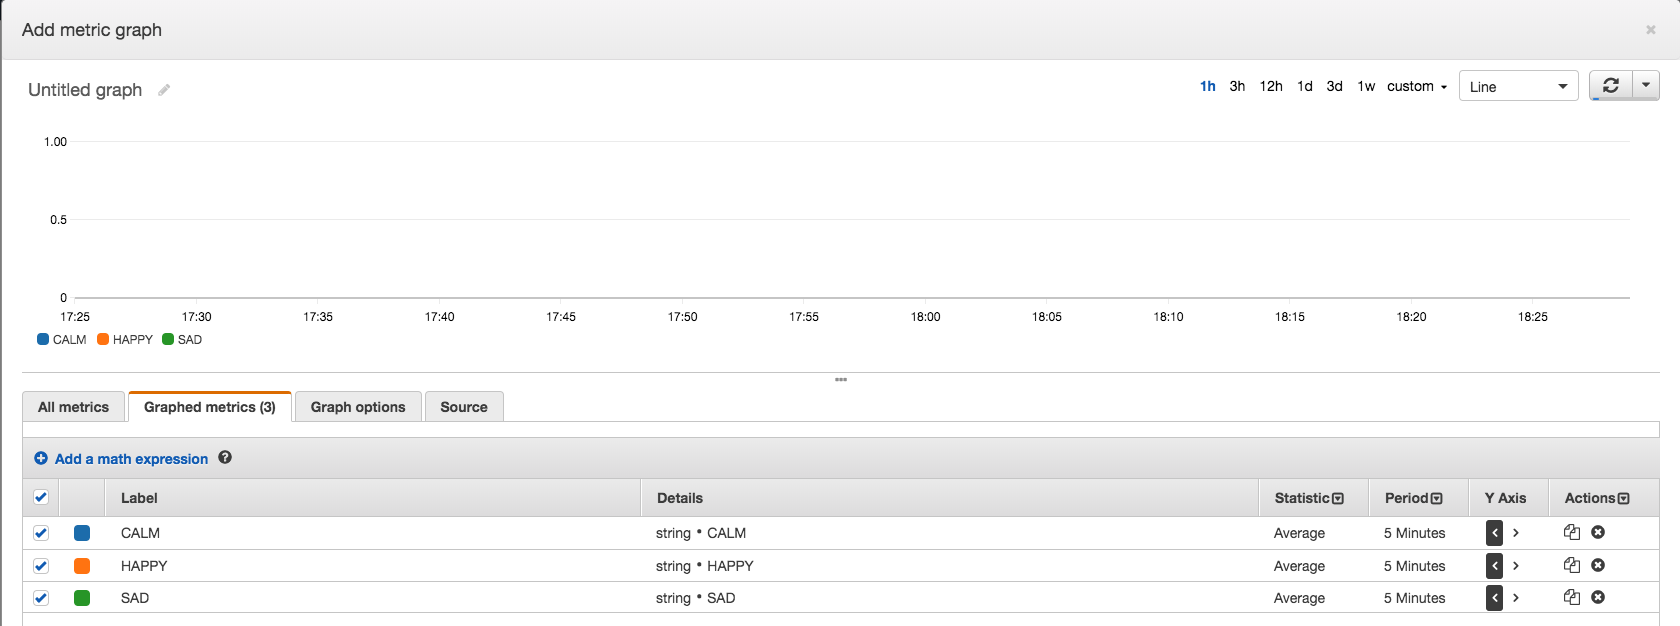 Add metric graph
Untitled graph
1h 3h 12h 1d 3d 1w custom Line
1.00
0.5
0
17:25 17:30 17:35 17:40 17:45 17:50 17:55 18:00 18:05 18:10 18:15 18:20 18:25
CALM HAPPY SAD
All metrics Graphed metrics (3) Graph options Source
Add a math expression ?
Label Details Statistic Period Y Axis Actions
CALM string • CALM Average 5 Minutes < >
HAPPY string • HAPPY Average 5 Minutes < >
SAD string • SAD Average 5 Minutes < >